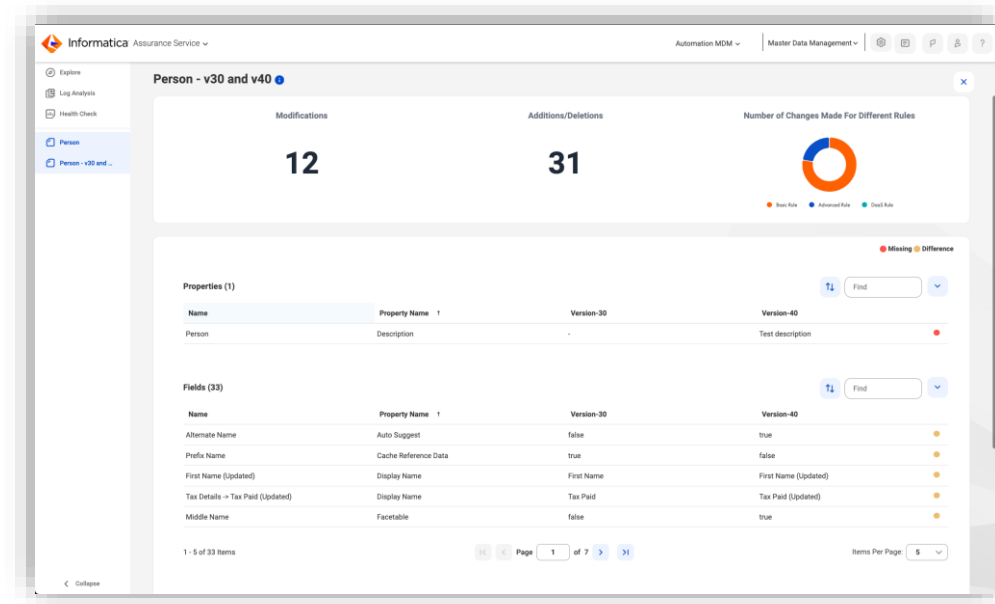 Informatica Assurance Service
Automation MDM
Master Data Management
?
Explore
Log Analysis
Health Check
Person
Person - v30 and ...
Collapse
Person - v30 and v40
Modifications
12
Additions/Deletions
31
Number of Changes Made For Different Rules
Basic Rule Advanced Rule DaaS Rule
Missing Difference
Properties (1)
Find
Name Property Name ↑ Version-30 Version-40
Person Description - Test description
Fields (33)
Find
Name Property Name ↑ Version-30 Version-40
Alternate Name Auto Suggest false true
Prefix Name Cache Reference Data true false
First Name (Updated) Display Name First Name First Name (Updated)
Tax Details -> Tax Paid (Updated) Display Name Tax Paid Tax Paid (Updated)
Middle Name Facetable false true
1 - 5 of 33 Items Page 1 of 7 Items Per Page: 5